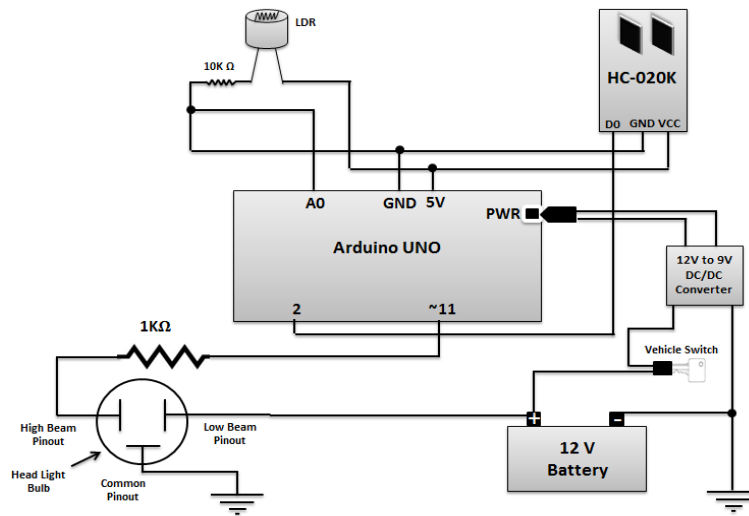 LDR
10K Ω
HC-020K
D0 GND VCC
A0 GND 5V
PWR
Arduino UNO
12V to 9V
DC/DC
Converter
2 ~11
1KΩ
Vehicle Switch
High Beam
Pinout
Low Beam
Pinout
+ -
12 V
Battery
Head Light
Bulb
Common
Pinout